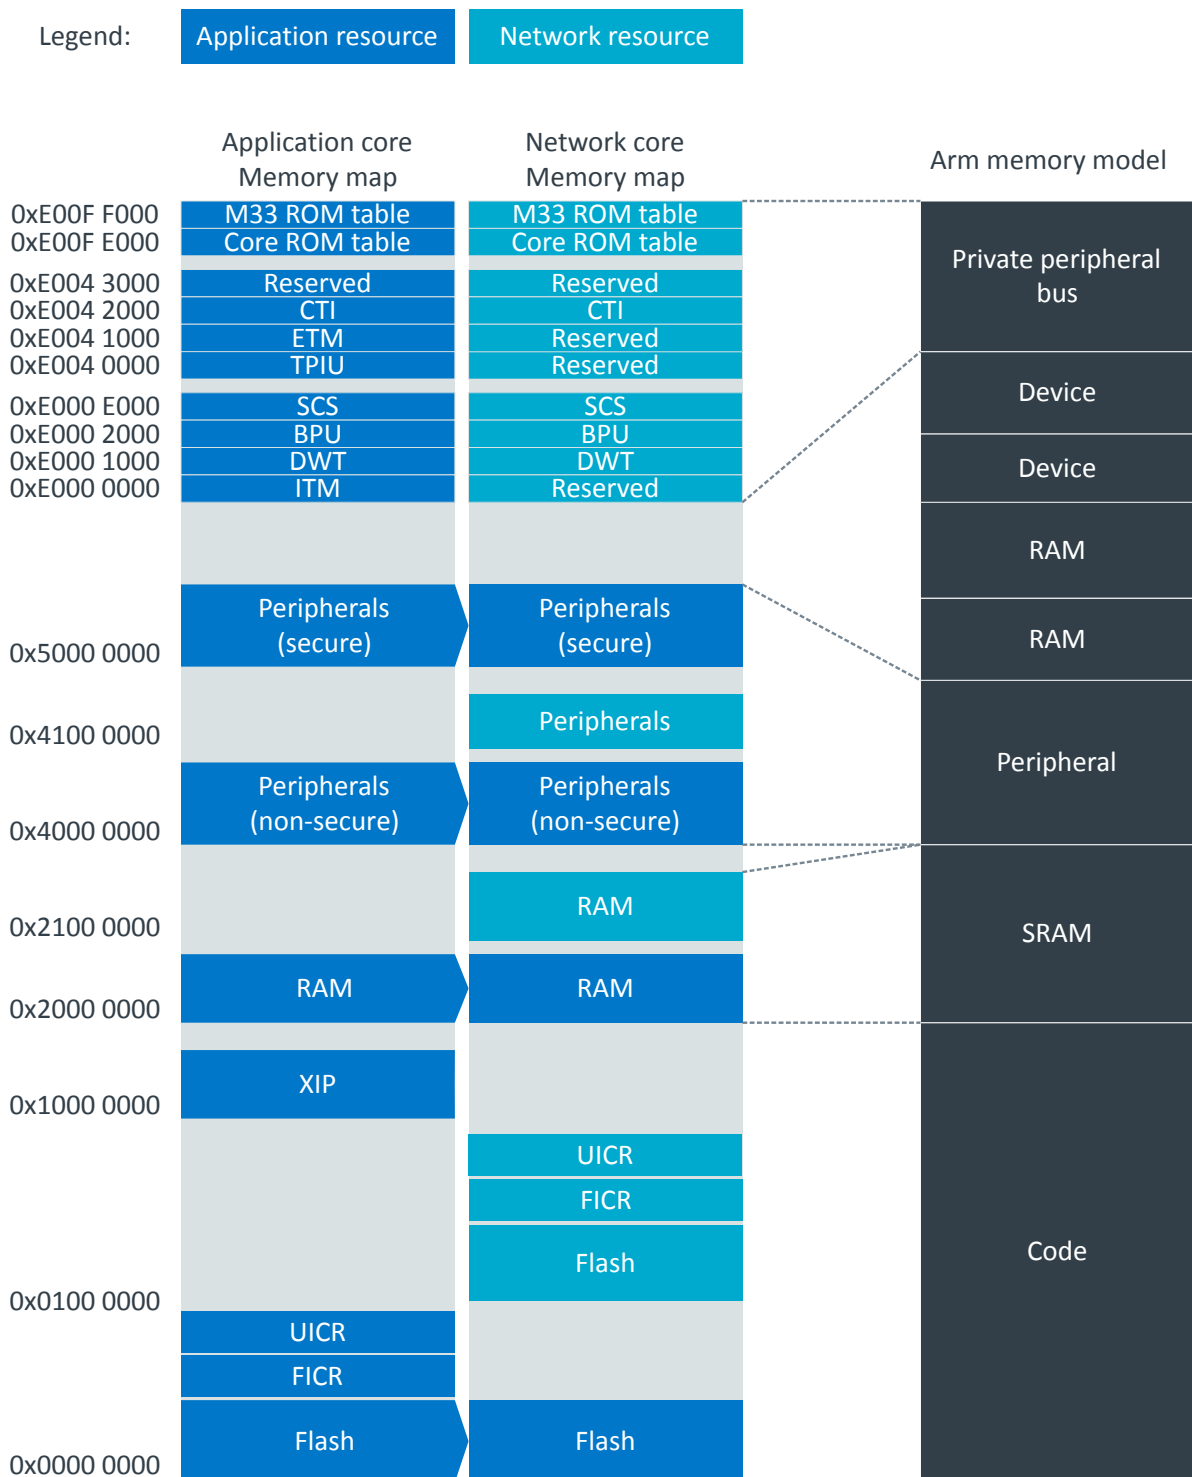 Legend: Application resource Network resource
Application core
Memory map
Network core
Memory map
Arm memory model
0xE00F F000 M33 ROM table M33 ROM table
0xE00F E000 Core ROM table Core ROM table
Private peripheral
bus
0xE004 3000 Reserved Reserved
0xE004 2000 CTI CTI
0xE004 1000 ETM Reserved
0xE004 0000 TPIU Reserved
Device
0xE000 E000 SCS SCS
0xE000 2000 BPU BPU
0xE000 1000 DWT DWT
Device
0xE000 0000 ITM Reserved
RAM
Peripherals
(secure)
Peripherals
(secure)
RAM
0x5000 0000
Peripherals
0x4100 0000
Peripheral
Peripherals
(non-secure)
Peripherals
(non-secure)
0x4000 0000
RAM
0x2100 0000
SRAM
RAM RAM
0x2000 0000
XIP
0x1000 0000
UICR
FICR
Code
Flash
0x0100 0000
UICR
FICR
Flash Flash
0x0000 0000